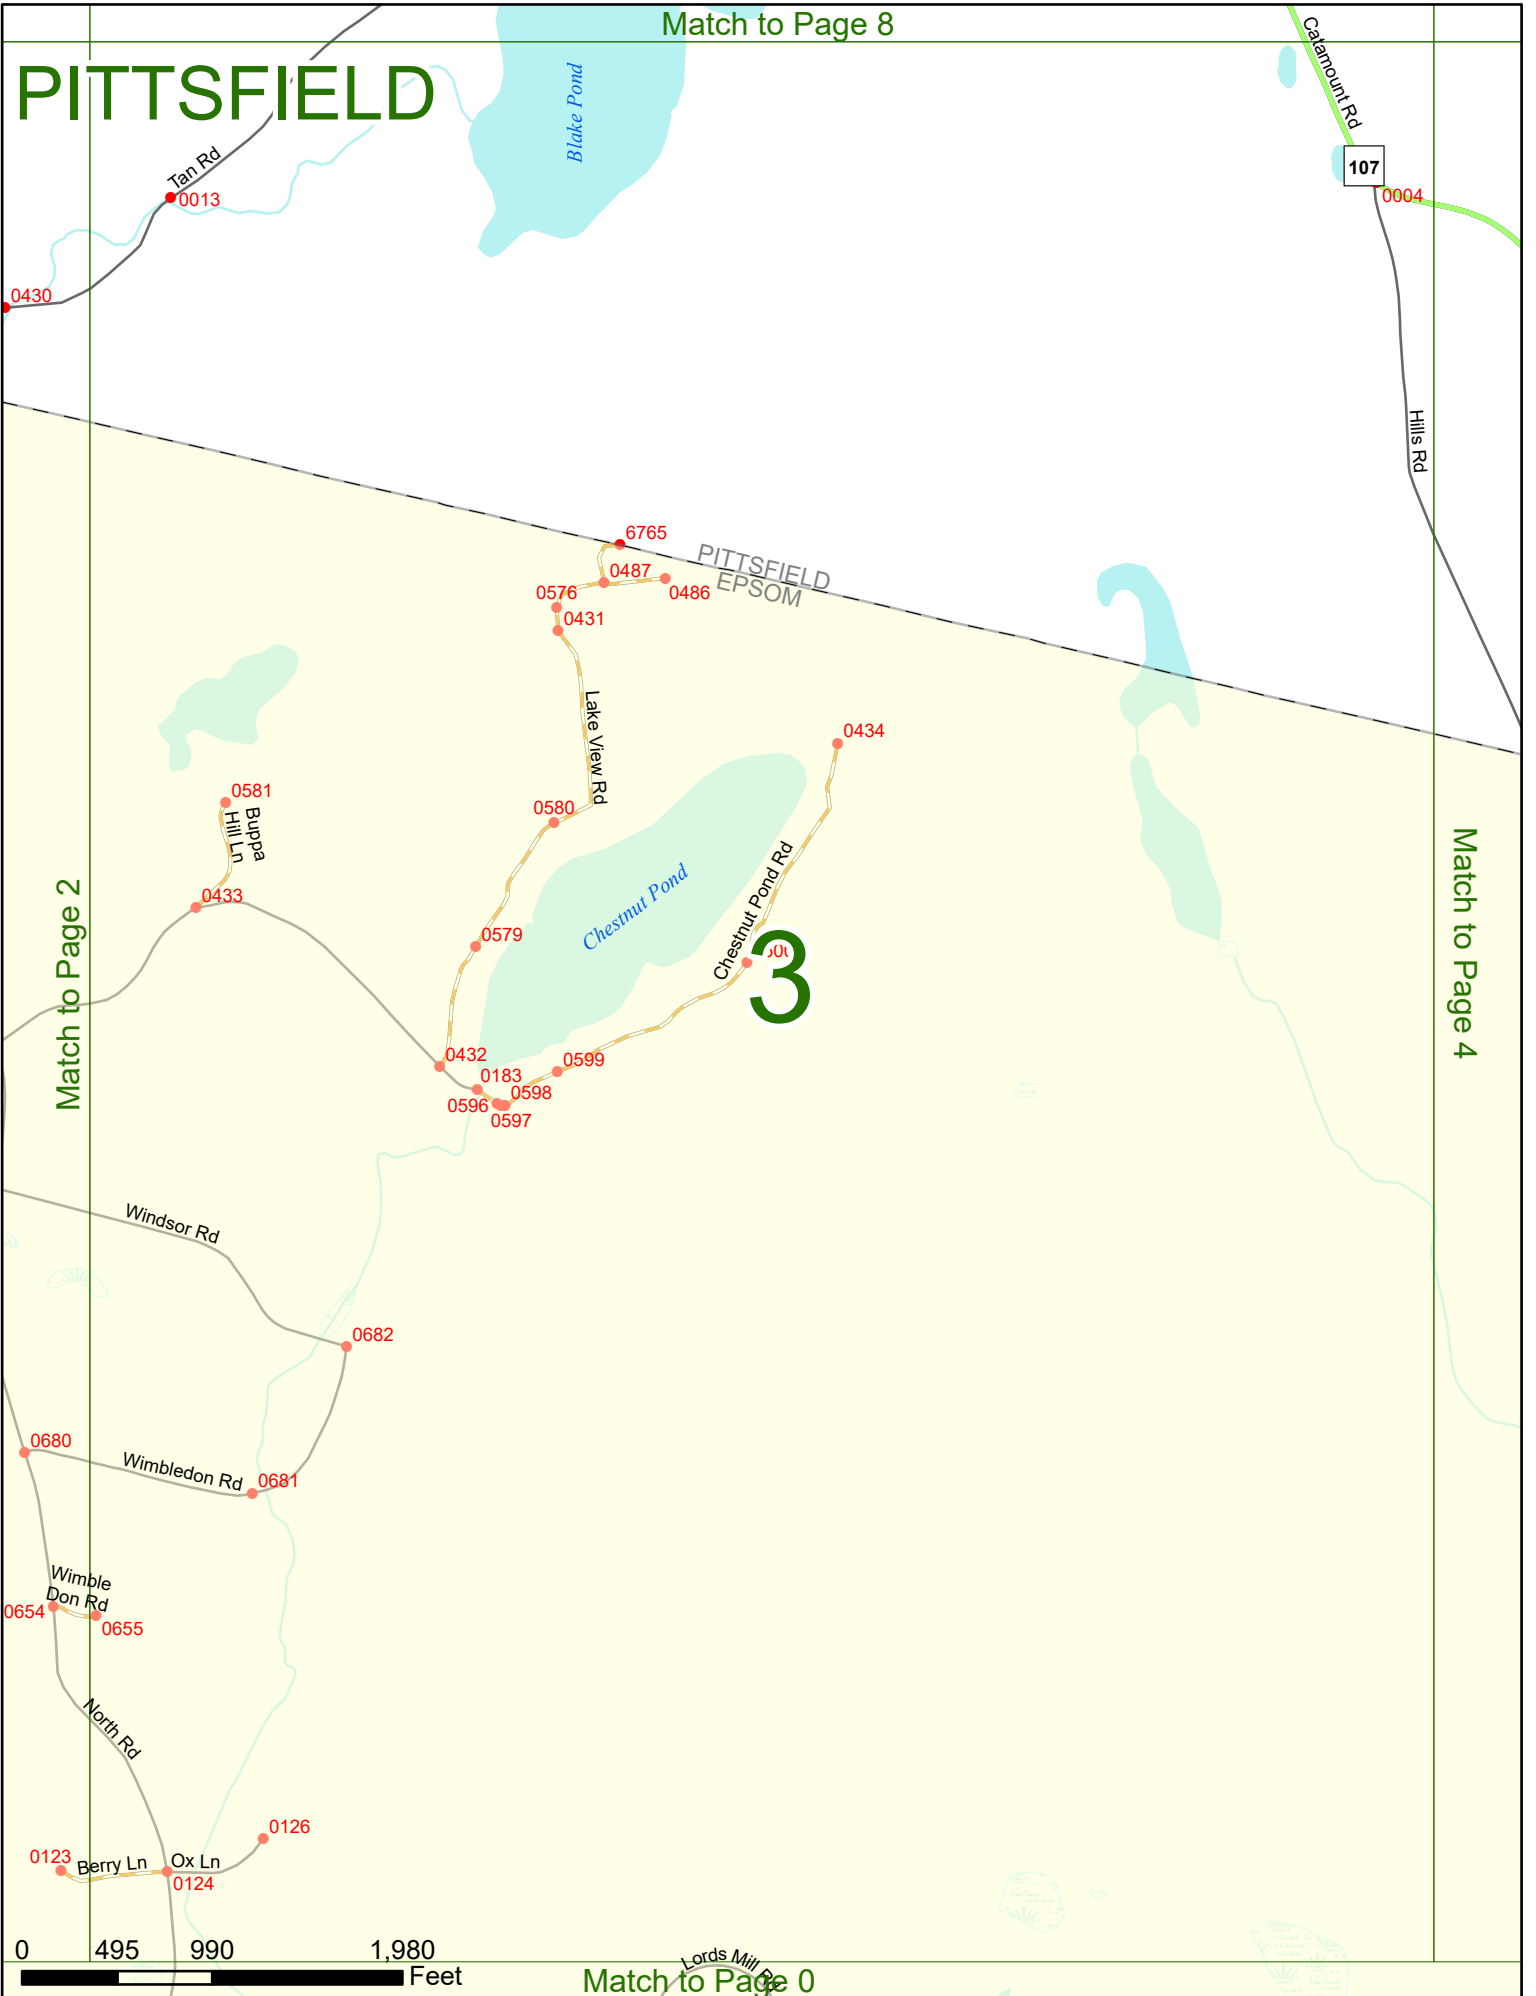 Match to Page 8
PITTSFIELD
Blake Pond
Catamount Rd
107
0004
Tan Rd
0013
0430
Hills Rd
6765
PITTSFIELD
EPSOM
0487
0486
0576
0431
Lake View Rd
0434
0581
Buppa
Hill Ln
0580
Chestnut Pond
Chestnut Pond Rd
0433
0579
3
Match to Page 2
Match to Page 4
0432
0183
0599
0598
0596
0597
Windsor Rd
0682
0680
Wimbledon Rd
0681
Wimble
Don Rd
0654
0655
North Rd
0126
0123
Berry Ln
Ox Ln
0124
0 495 990 1,980
Feet
Lords Mill Rd
Match to Page 0